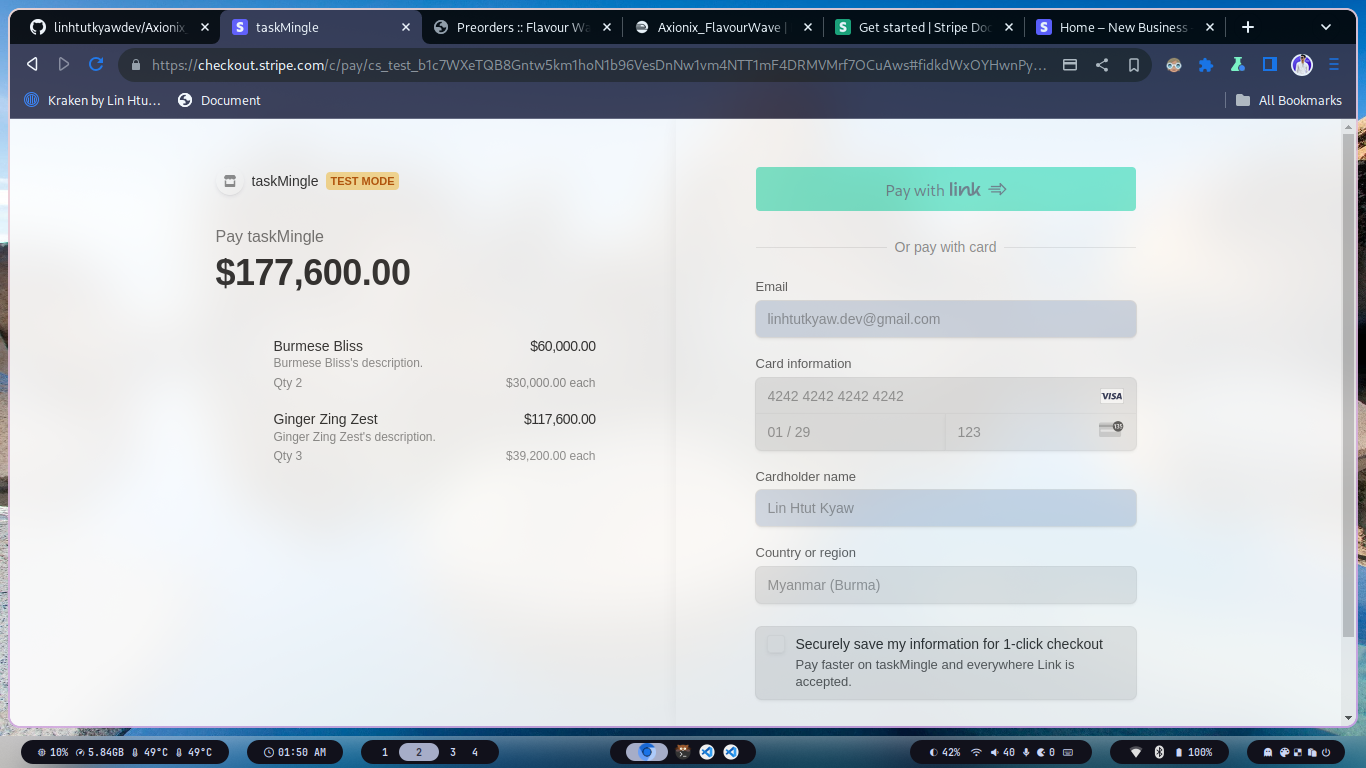 linhtutkyawdev/Axionix_
taskMingle
Preorders :: Flavour Wa
Axionix_FlavourWave |
Get started | Stripe Doc
Home – New Business
https://checkout.stripe.com/c/pay/cs_test_b1c7WXeTQB8Gntw5km1hoN1b96VesDnNw1vm4NTT1mF4DRMVMrf7OCuAws#fidkdWxOYHwnPy…
Kraken by Lin Htu…
Document
All Bookmarks
taskMingle TEST MODE
Pay taskMingle
$177,600.00
Burmese Bliss $60,000.00
Burmese Bliss's description.
Qty 2 $30,000.00 each
Ginger Zing Zest $117,600.00
Ginger Zing Zest's description.
Qty 3 $39,200.00 each
Pay with link
Or pay with card
Email
linhtutkyaw.dev@gmail.com
Card information
4242 4242 4242 4242 VISA
01 / 29 123
Cardholder name
Lin Htut Kyaw
Country or region
Myanmar (Burma)
Securely save my information for 1-click checkout
Pay faster on taskMingle and everywhere Link is
accepted.
10% 5.84GB 49°C 49°C
01:50 AM
1 2 3 4
42% 40 0
100%